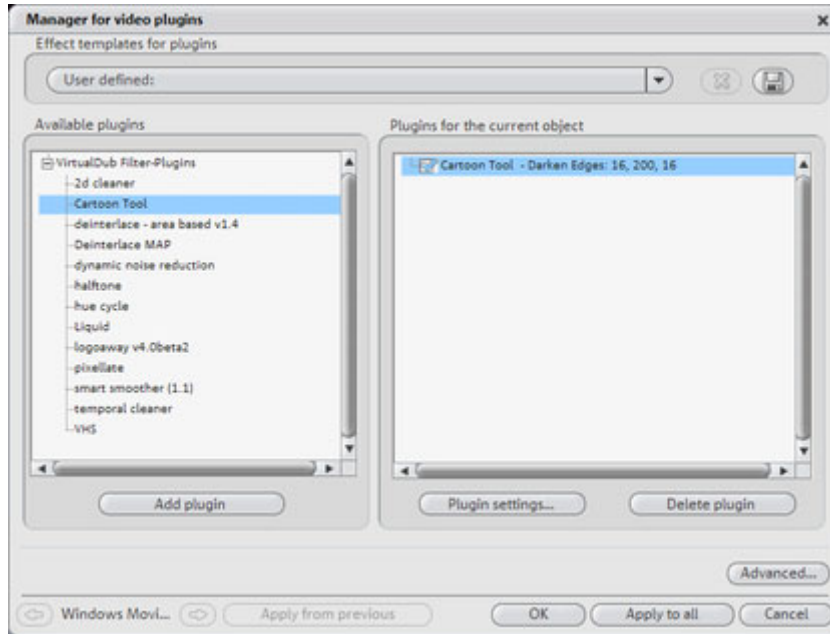 Manager for video plugins
Effect templates for plugins
User defined:
Available plugins
VirtualDub Filter-Plugins
2d cleaner
Cartoon Tool
deinterlace - area based v1.4
Deinterlace MAP
dynamic noise reduction
halftone
hue cycle
Liquid
logoaway v4.0beta2
pixellate
smart smoother (1.1)
temporal cleaner
VHS
Add plugin
Plugins for the current object
Cartoon Tool - Darken Edges: 16, 200, 16
Plugin settings...
Delete plugin
Advanced...
Windows Movi...
Apply from previous
OK
Apply to all
Cancel